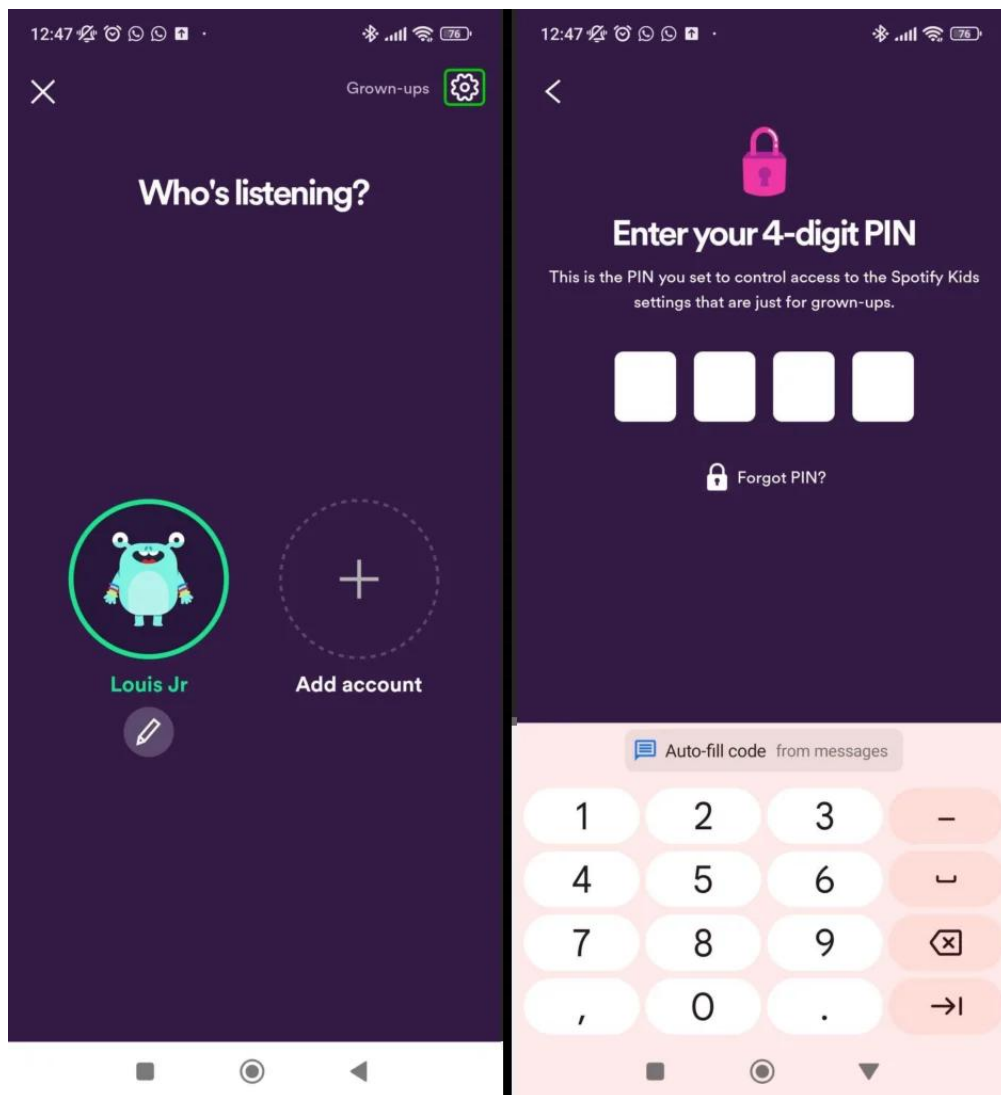 12:47
76
Grown-ups
Who's listening?
Louis Jr
Add account
12:47
76
Enter your 4-digit PIN
This is the PIN you set to control access to the Spotify Kids
settings that are just for grown-ups.
Forgot PIN?
Auto-fill code from messages
1 2 3 –
4 5 6
7 8 9
, 0 .